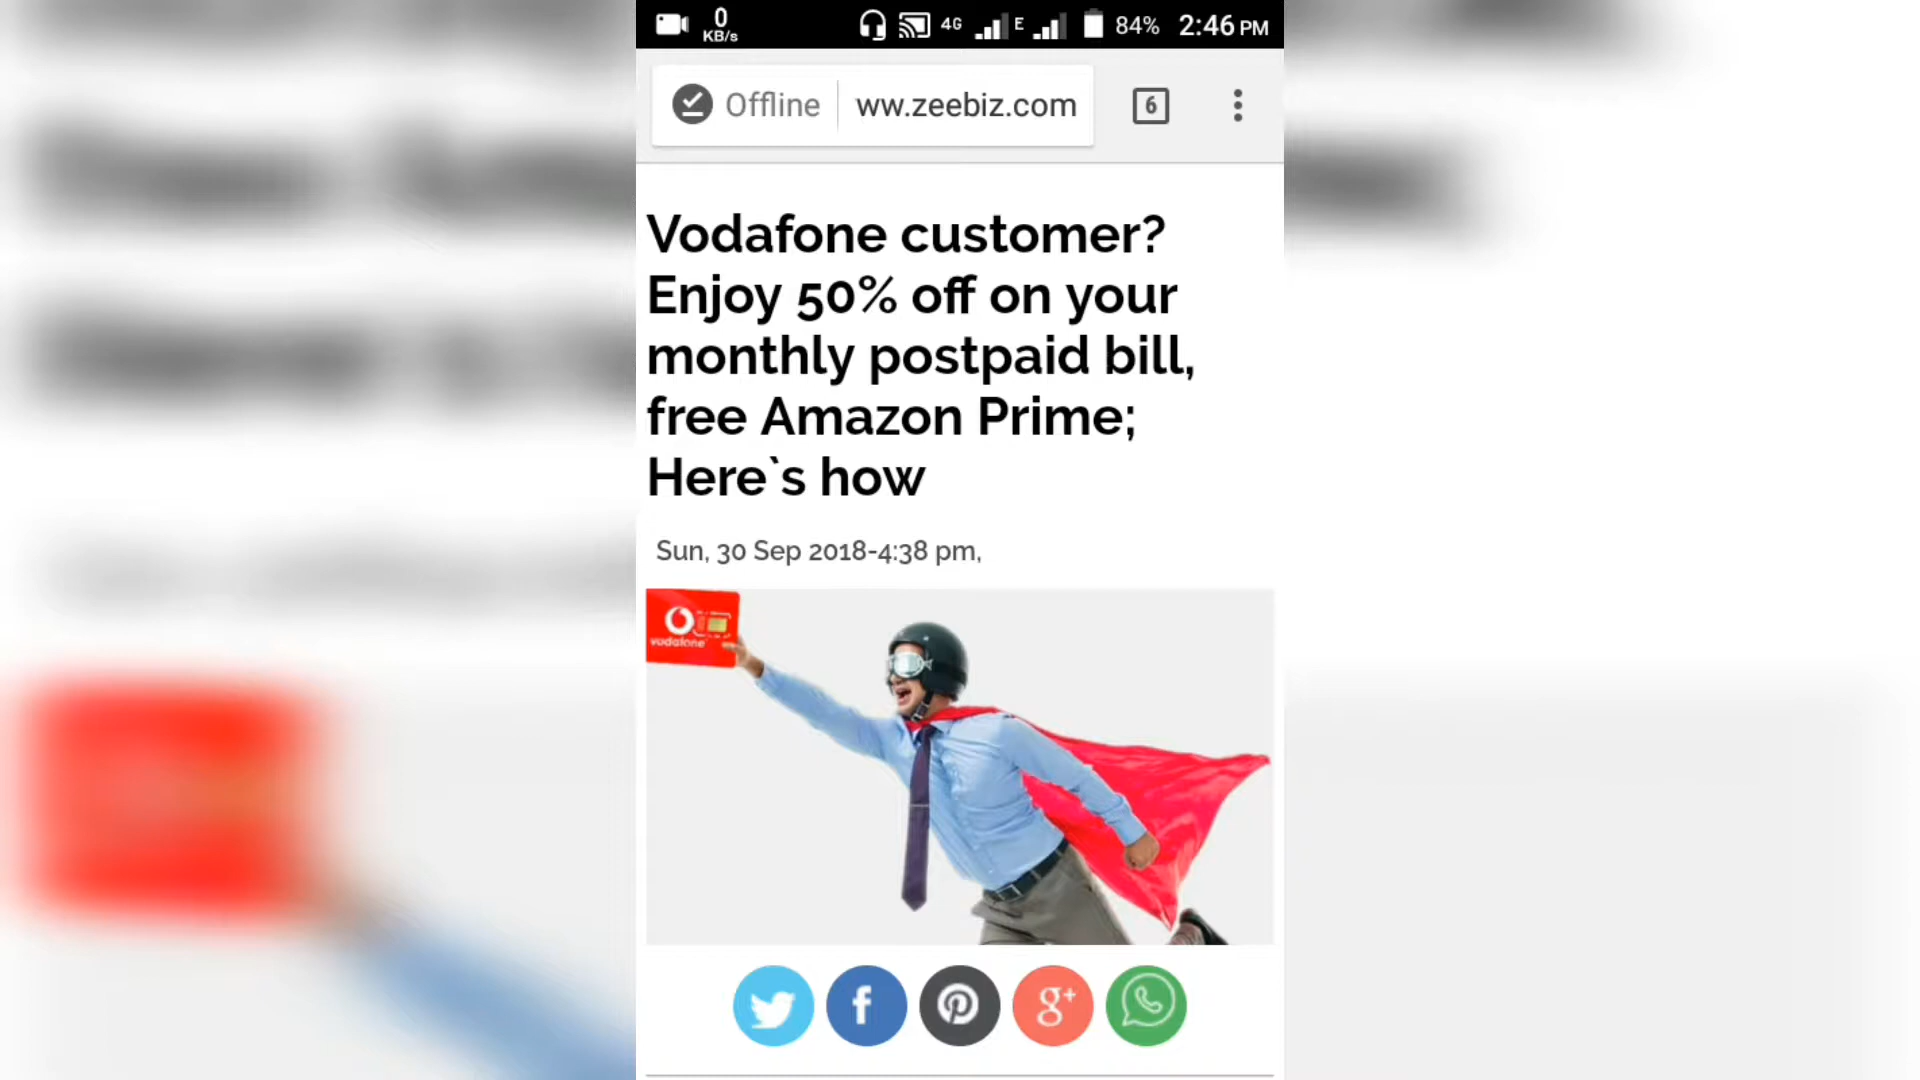 0
KB/s
4G
E
84%
2:46 PM
Offline
ww.zeebiz.com
6
Vodafone customer?
Enjoy 50% off on your
monthly postpaid bill,
free Amazon Prime;
Here`s how
Sun, 30 Sep 2018-4:38 pm,
vodafone